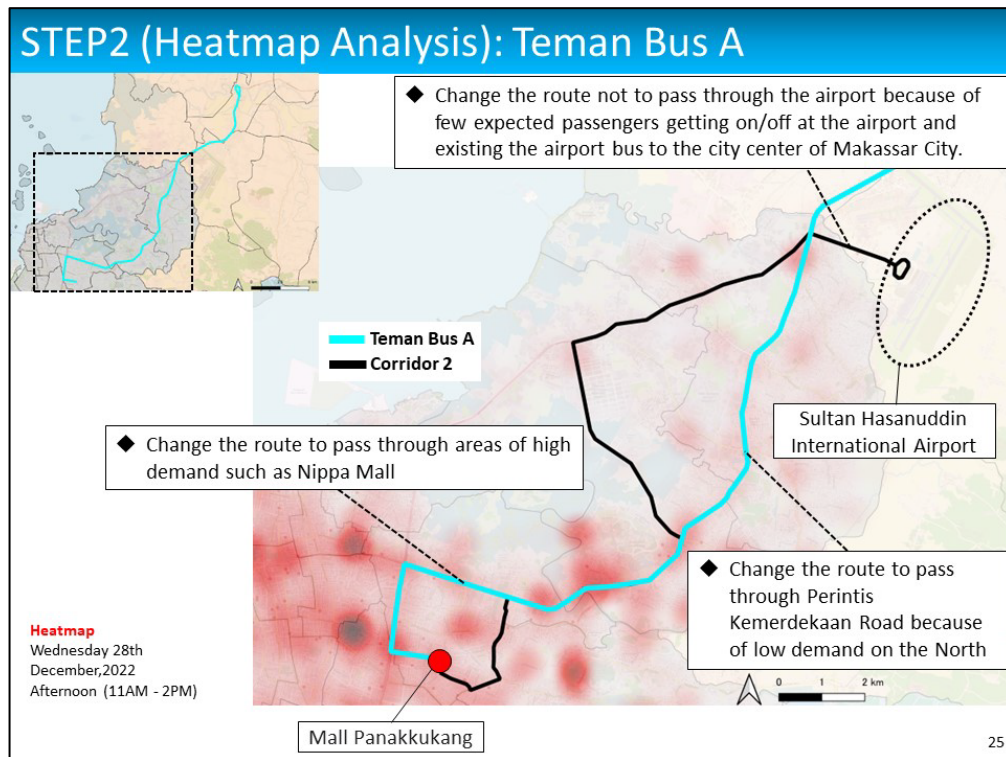 STEP2 (Heatmap Analysis): Teman Bus A
◆ Change the route not to pass through the airport because of
few expected passengers getting on/off at the airport and
existing the airport bus to the city center of Makassar City.
Teman Bus A
Corridor 2
Sultan Hasanuddin
International Airport
◆ Change the route to pass through areas of high
demand such as Nippa Mall
◆ Change the route to pass
through Perintis
Kemerdekaan Road because
of low demand on the North
Heatmap
Wednesday 28th
December,2022
Afternoon (11AM - 2PM)
0 1 2 km
Mall Panakkukang
25